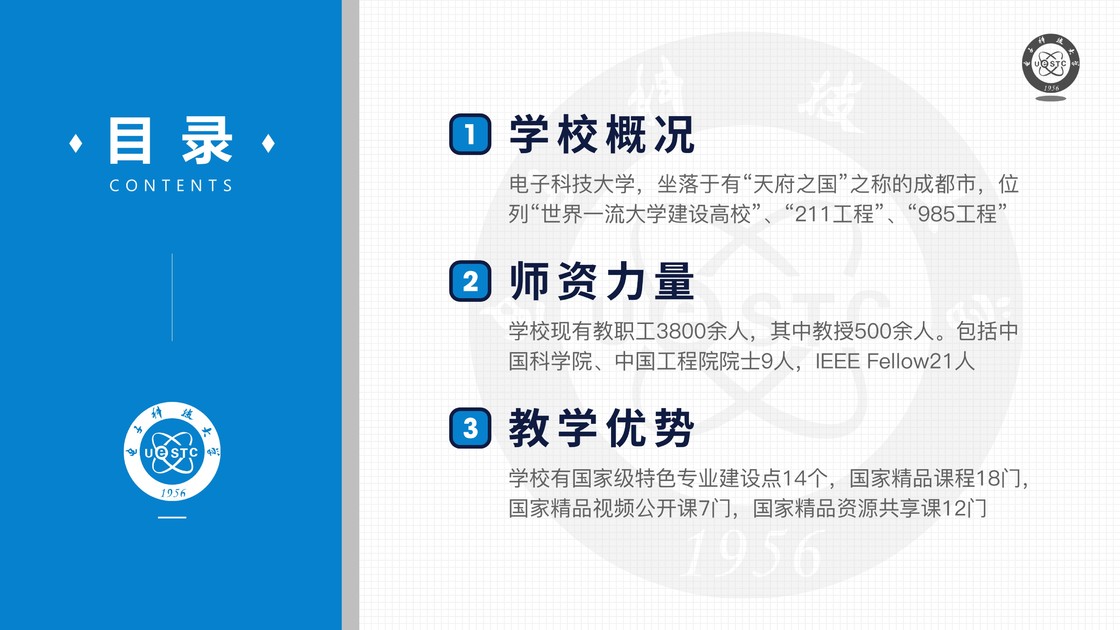 目录
CONTENTS
电子科技大学
UeSTC
1956
电子科技大学
UeSTC
1956
1 学校概况
电子科技大学，坐落于有“天府之国”之称的成都市，位
列“世界一流大学建设高校”、“211工程”、“985工程”
2 师资力量
学校现有教职工3800余人，其中教授500余人。包括中
国科学院、中国工程院院士9人，IEEE Fellow21人
3 教学优势
学校有国家级特色专业建设点14个，国家精品课程18门，
国家精品视频公开课7门，国家精品资源共享课12门
科技
UeSTC
1956